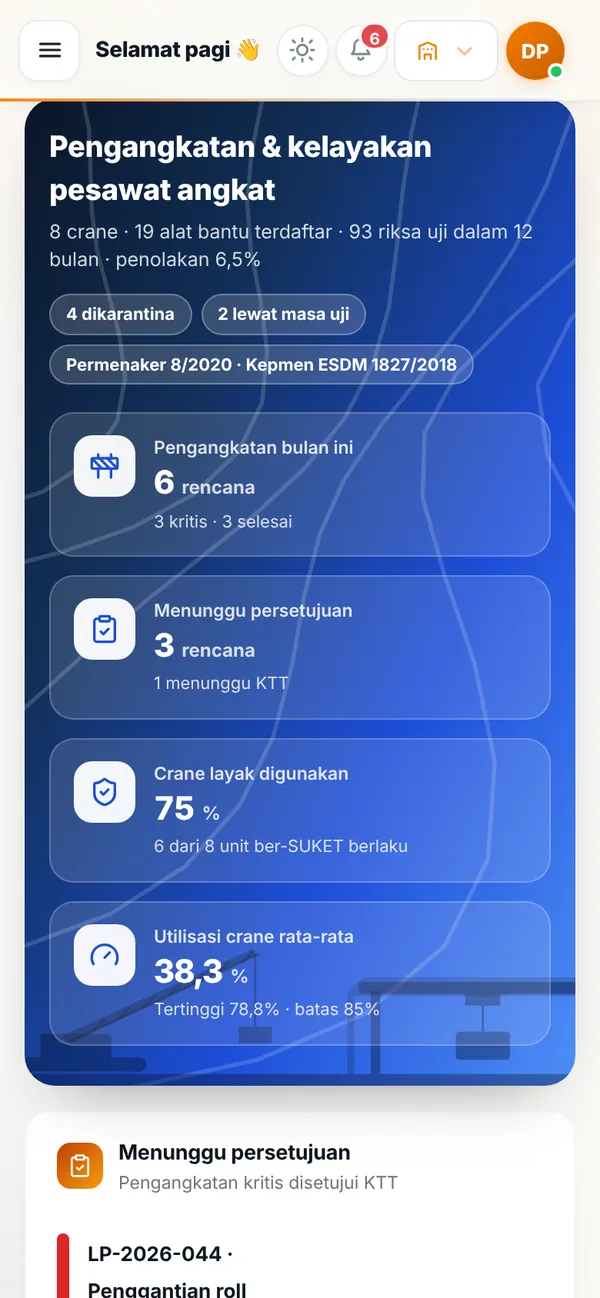 Selamat pagi 👋
6
DP
Pengangkatan & kelayakan
pesawat angkat
8 crane · 19 alat bantu terdaftar · 93 riksa uji dalam 12
bulan · penolakan 6,5%
4 dikarantina
2 lewat masa uji
Permenaker 8/2020 · Kepmen ESDM 1827/2018
Pengangkatan bulan ini
6 rencana
3 kritis · 3 selesai
Menunggu persetujuan
3 rencana
1 menunggu KTT
Crane layak digunakan
75 %
6 dari 8 unit ber-SUKET berlaku
Utilisasi crane rata-rata
38,3 %
Tertinggi 78,8% · batas 85%
Menunggu persetujuan
Pengangkatan kritis disetujui KTT
LP-2026-044 ·
Penggantian roll